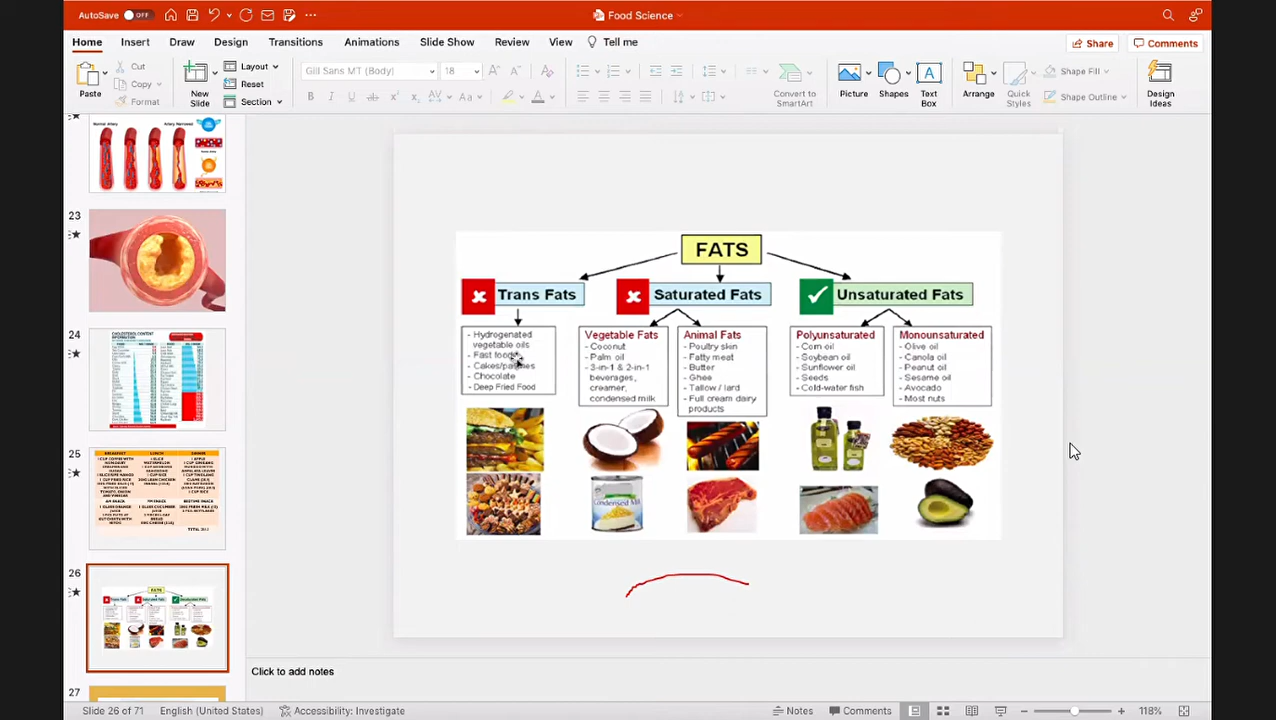 AutoSave OFF
Food Science
Home Insert Draw Design Transitions Animations Slide Show Review View Tell me
Share Comments
Paste
Cut
Copy
Format
New Slide
Layout
Reset
Section
Gill Sans MT (Body) 18
B I U
Convert to SmartArt
Picture
Shapes
Text Box
Arrange
Quick Styles
Shape Fill
Shape Outline
Design Ideas
23
24
25
BREAKFAST LUNCH DINNER
26
27
FATS
Trans Fats
Saturated Fats
Unsaturated Fats
- Hydrogenated
vegetable oils
- Fast foods
- Cakes/pastries
- Chocolate
- Deep Fried Food
Vegetable Fats
- Coconut
- Palm oil
- 3-in-1 & 2-in-1
beverages,
creamer,
condensed milk
Animal Fats
- Poultry skin
- Fatty meat
- Butter
- Ghee
- Tallow / lard
- Full cream dairy
products
Polyunsaturated
- Corn oil
- Soybean oil
- Sunflower oil
- Seeds
- Cold-water fish
Monounsaturated
- Olive oil
- Canola oil
- Peanut oil
- Sesame oil
- Avocado
- Most nuts
Condensed
Click to add notes
Slide 26 of 71 English (United States) Accessibility: Investigate
Notes Comments 118%